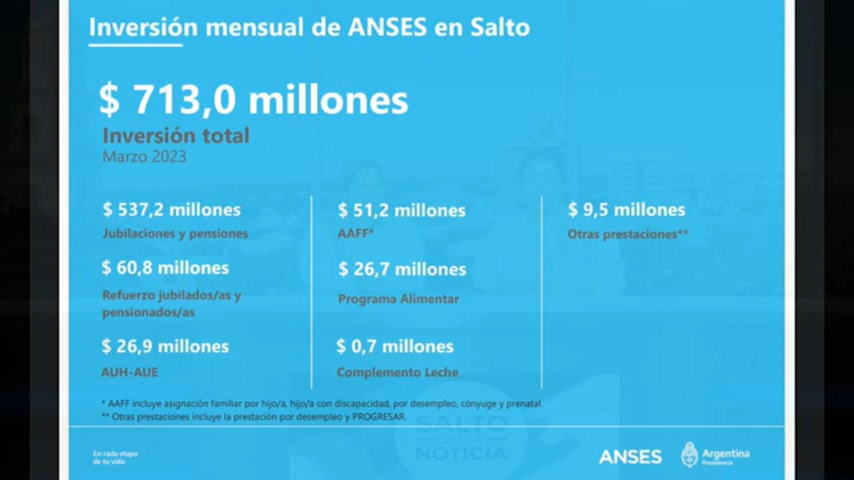 Inversión mensual de ANSES en Salto
$ 713,0 millones
Inversión total
Marzo 2023
$ 537,2 millones
Jubilaciones y pensiones
$ 60,8 millones
Refuerzo jubilados/as y
pensionados/as
$ 26,9 millones
AUH-AUE
$ 51,2 millones
AAFF*
$ 26,7 millones
Programa Alimentar
$ 0,7 millones
Complemento Leche
$ 9,5 millones
Otras prestaciones**
* AAFF incluye asignación familiar por hijo/a, hijo/a con discapacidad, por desempleo, cónyuge y prenatal.
** Otras prestaciones incluye la prestación por desempleo y PROGRESAR.
SALTO
NOTICIA
En cada etapa
de tu vida
ANSES
Argentina
Presidencia